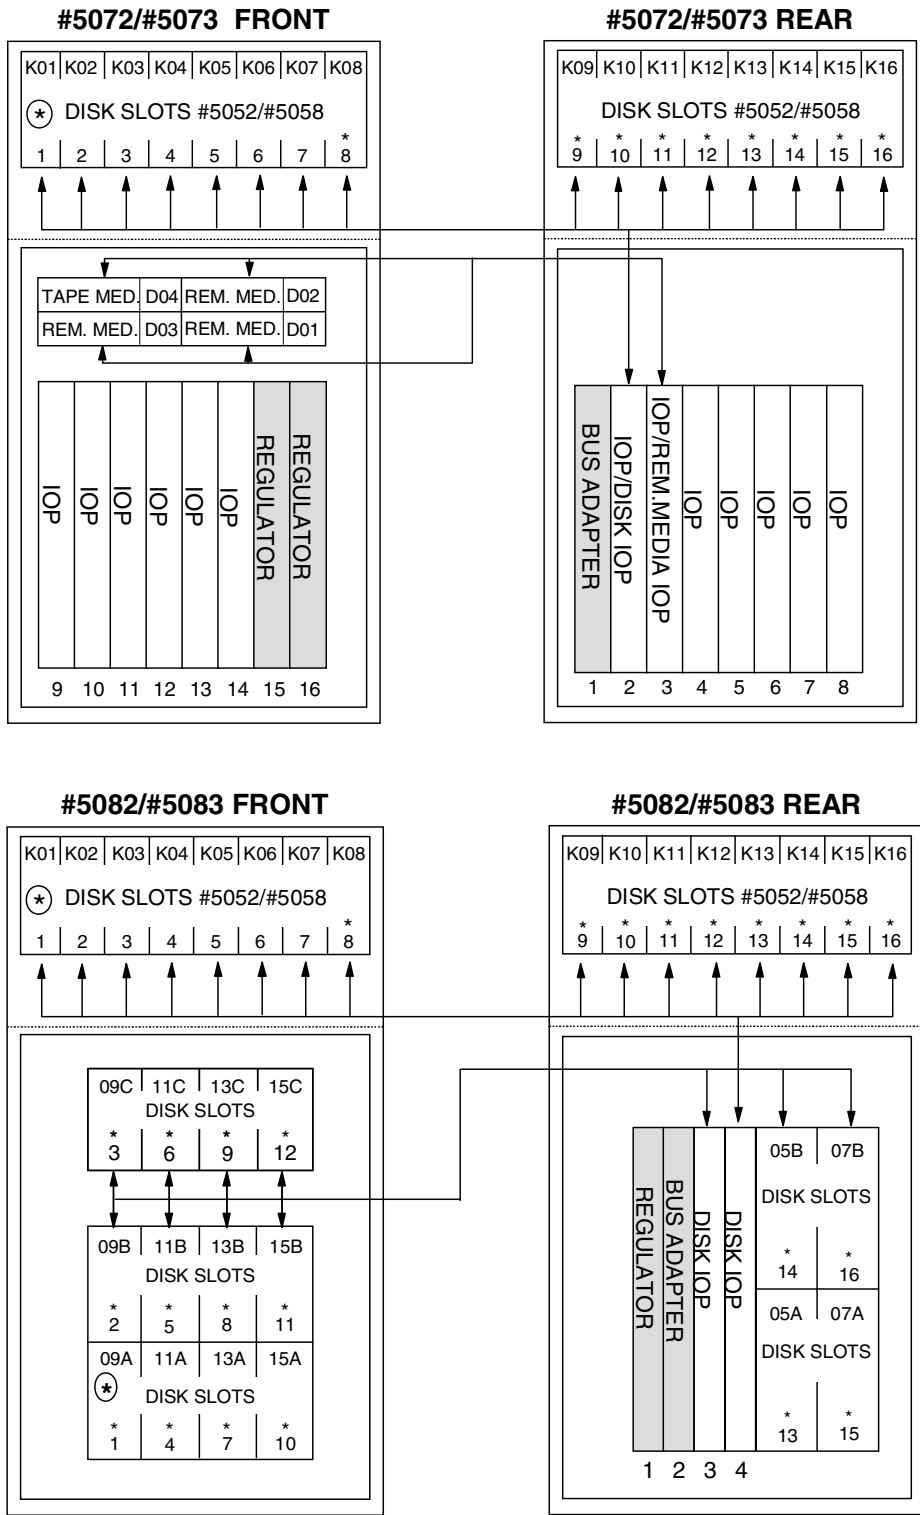 #5072/#5073 FRONT
K01 K02 K03 K04 K05 K06 K07 K08
* DISK SLOTS #5052/#5058
*
1 2 3 4 5 6 7 8
TAPE MED. D04 REM. MED. D02
REM. MED. D03 REM. MED. D01
IOP IOP IOP IOP IOP IOP REGULATOR REGULATOR
9 10 11 12 13 14 15 16
#5072/#5073 REAR
K09 K10 K11 K12 K13 K14 K15 K16
DISK SLOTS #5052/#5058
* * * * * * * *
9 10 11 12 13 14 15 16
BUS ADAPTER IOP/DISK IOP IOP/REM.MEDIA IOP IOP IOP IOP IOP IOP
1 2 3 4 5 6 7 8
#5082/#5083 FRONT
K01 K02 K03 K04 K05 K06 K07 K08
* DISK SLOTS #5052/#5058
*
1 2 3 4 5 6 7 8
09C 11C 13C 15C
DISK SLOTS
* * * *
3 6 9 12
09B 11B 13B 15B
DISK SLOTS
* * * *
2 5 8 11
09A 11A 13A 15A
* DISK SLOTS
* * * *
1 4 7 10
#5082/#5083 REAR
K09 K10 K11 K12 K13 K14 K15 K16
DISK SLOTS #5052/#5058
* * * * * * * *
9 10 11 12 13 14 15 16
REGULATOR BUS ADAPTER DISK IOP DISK IOP
05B 07B
DISK SLOTS
* *
14 16
05A 07A
DISK SLOTS
* *
13 15
1 2 3 4